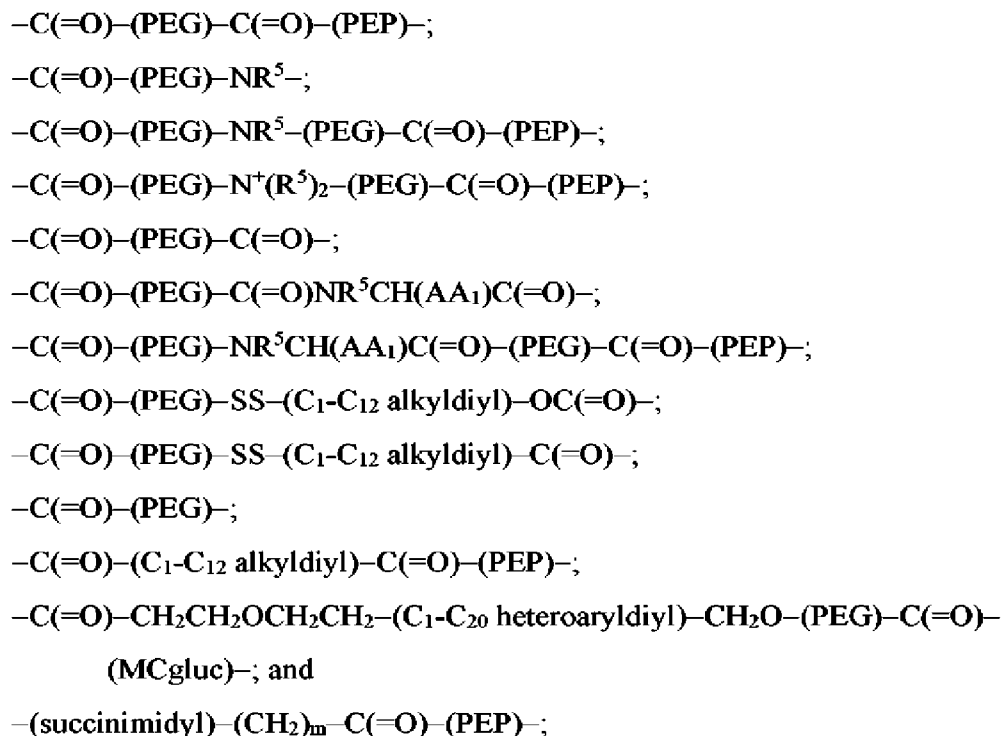 –C(=O)–(PEG)–C(=O)–(PEP)–;
–C(=O)–(PEG)–NR⁵–;
–C(=O)–(PEG)–NR⁵–(PEG)–C(=O)–(PEP)–;
–C(=O)–(PEG)–N⁺(R⁵)₂–(PEG)–C(=O)–(PEP)–;
–C(=O)–(PEG)–C(=O)–;
–C(=O)–(PEG)–C(=O)NR⁵CH(AA₁)C(=O)–;
–C(=O)–(PEG)–NR⁵CH(AA₁)C(=O)–(PEG)–C(=O)–(PEP)–;
–C(=O)–(PEG)–SS–(C₁-C₁₂ alkyldiyl)–OC(=O)–;
–C(=O)–(PEG)–SS–(C₁-C₁₂ alkyldiyl)–C(=O)–;
–C(=O)–(PEG)–;
–C(=O)–(C₁-C₁₂ alkyldiyl)–C(=O)–(PEP)–;
–C(=O)–CH₂CH₂OCH₂CH₂–(C₁-C₂₀ heteroaryldiyl)–CH₂O–(PEG)–C(=O)–
(MCgluc)–; and
–(succinimidyl)–(CH₂)ₘ–C(=O)–(PEP)–;